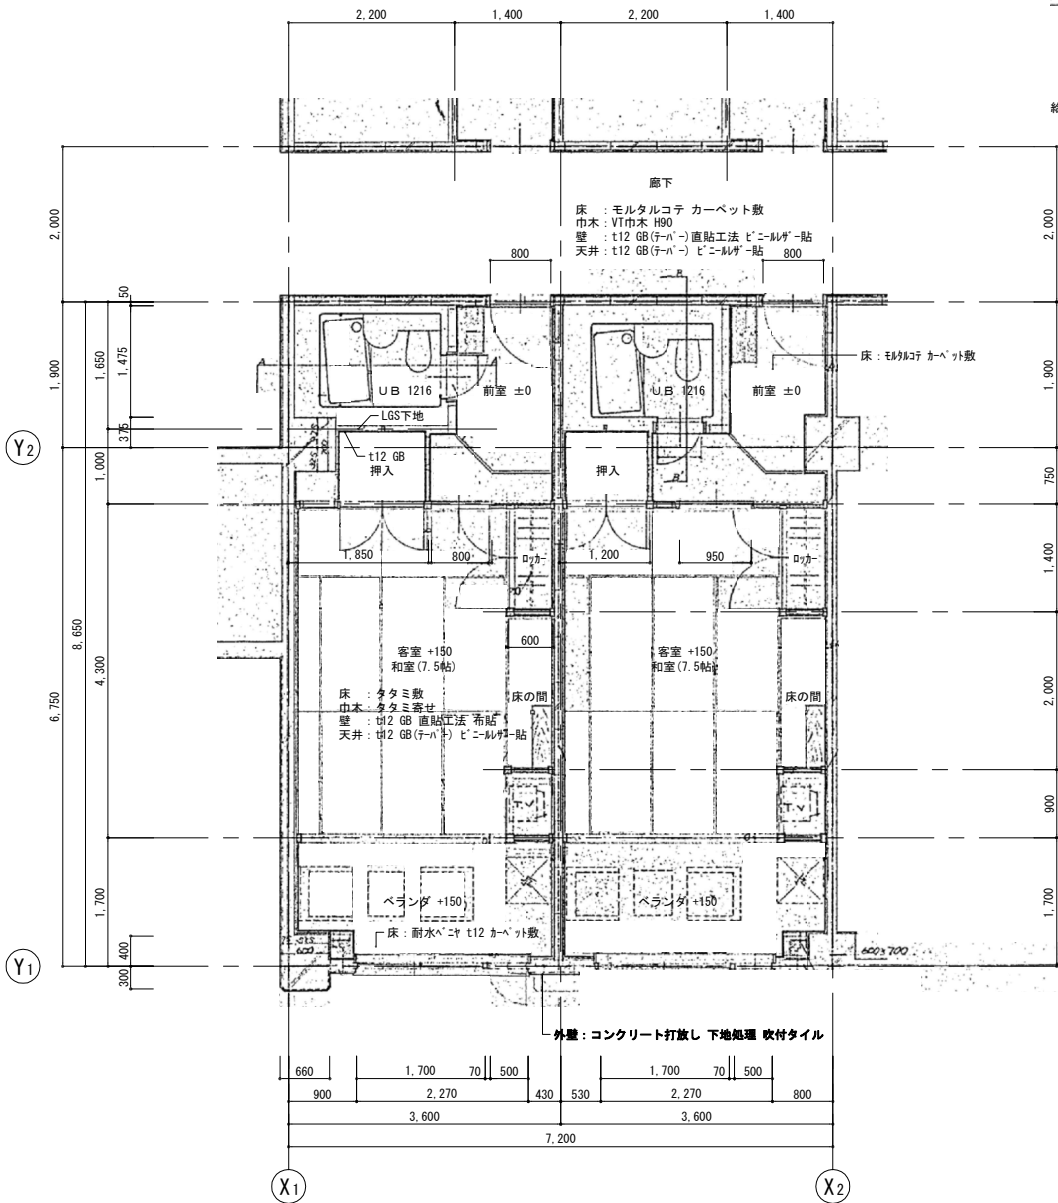 2,200 1,400 2,200 1,400
給
廊下
床 : モルタルコテ カーペット敷
巾木 : VT巾木 H90
壁 : t12 GB(テーパー)直貼工法 ビニールレザー貼
天井 : t12 GB(テーパー) ビニールレザー貼
2,000
2,000
800
800
50
1,900
1,650
1,475
375
1,000
1,900
床 : モルタルコテ カーペット敷
UB 1216
前室 ±0
UB 1216
前室 ±0
A
A
B
B
LGS下地
t12 GB
押入
押入
Y2
750
1,850
800
ロッカー
1,200
950
ロッカー
1,400
8,650
6,750
4,300
客室 +150
和室(7.5帖)
600
床 : タタミ敷
巾木 : タタミ寄せ
壁 : t12 GB 直貼工法 布貼
天井 : t12 GB(テーパー) ビニールレザー貼
床の間
客室 +150
和室(7.5帖)
床の間
2,000
900
1,700
1,700
ベランダ +150
ベランダ +150
床 : 耐水ベニヤ t12 カーペット敷
400
300
600
600×700
Y1
外壁 : コンクリート打放し 下地処理 吹付タイル
660 1,700 70 500 1,700 70 500
900 2,270 430 530 2,270 800
3,600 3,600
7,200
X1
X2